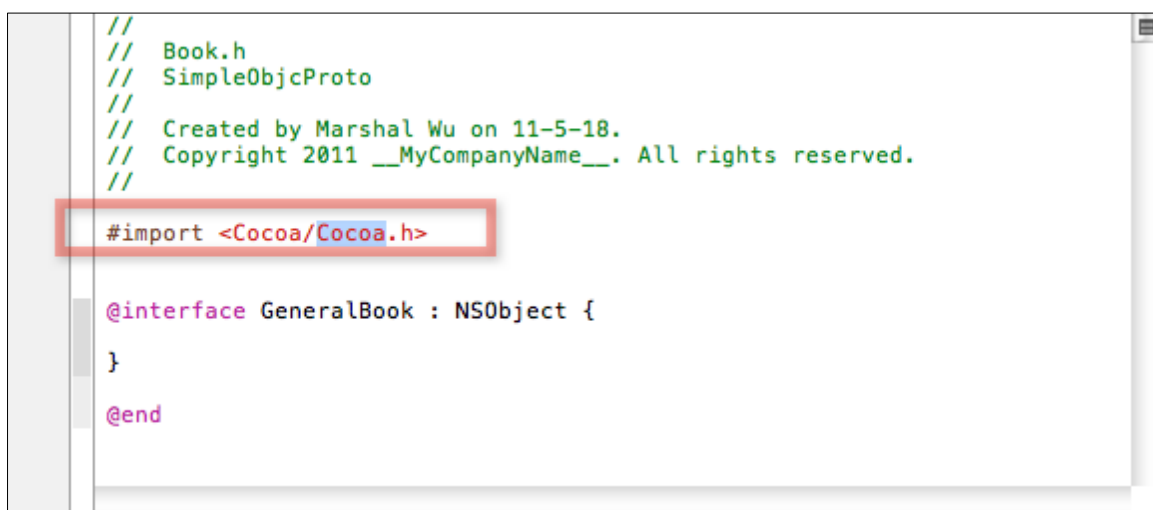 //
//  Book.h
//  SimpleObjcProto
//
//  Created by Marshal Wu on 11-5-18.
//  Copyright 2011 __MyCompanyName__. All rights reserved.
//
#import <Cocoa/Cocoa.h>
@interface GeneralBook : NSObject {
}
@end